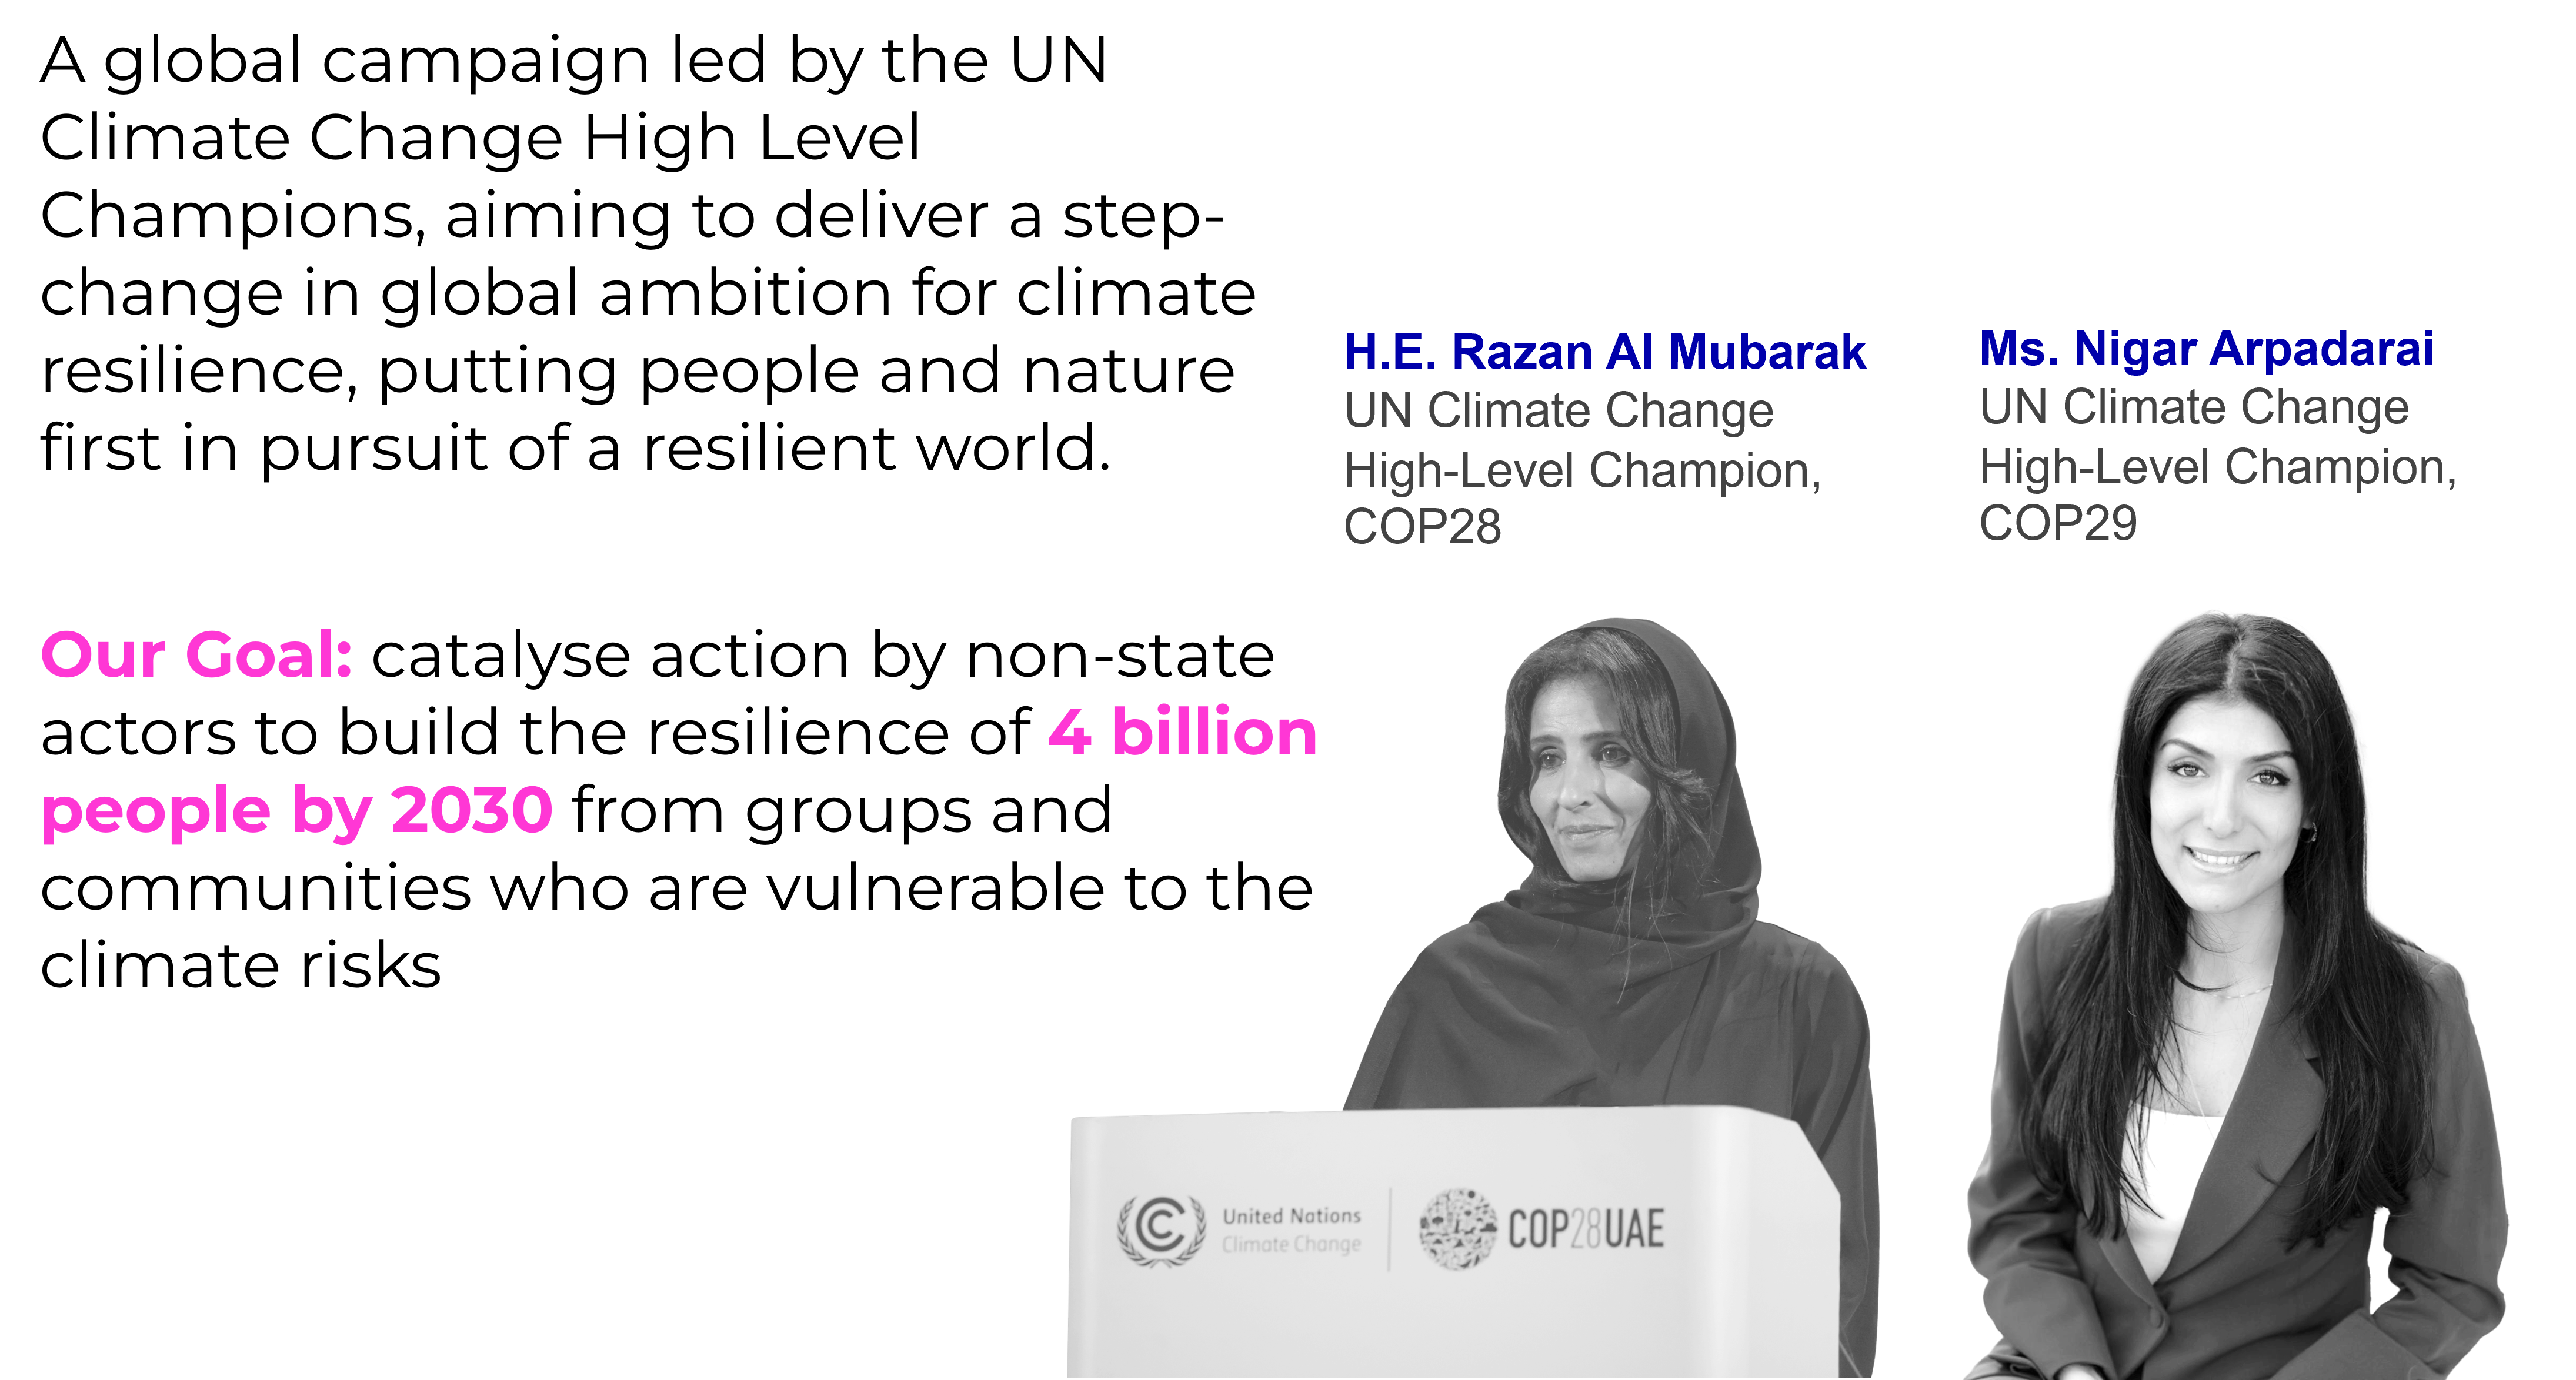 A global campaign led by the UN
Climate Change High Level
Champions, aiming to deliver a step-
change in global ambition for climate
resilience, putting people and nature
first in pursuit of a resilient world.
Our Goal: catalyse action by non-state
actors to build the resilience of 4 billion
people by 2030 from groups and
communities who are vulnerable to the
climate risks
H.E. Razan Al Mubarak
UN Climate Change
High-Level Champion,
COP28
Ms. Nigar Arpadarai
UN Climate Change
High-Level Champion,
COP29
United Nations
Climate Change
COP28UAE